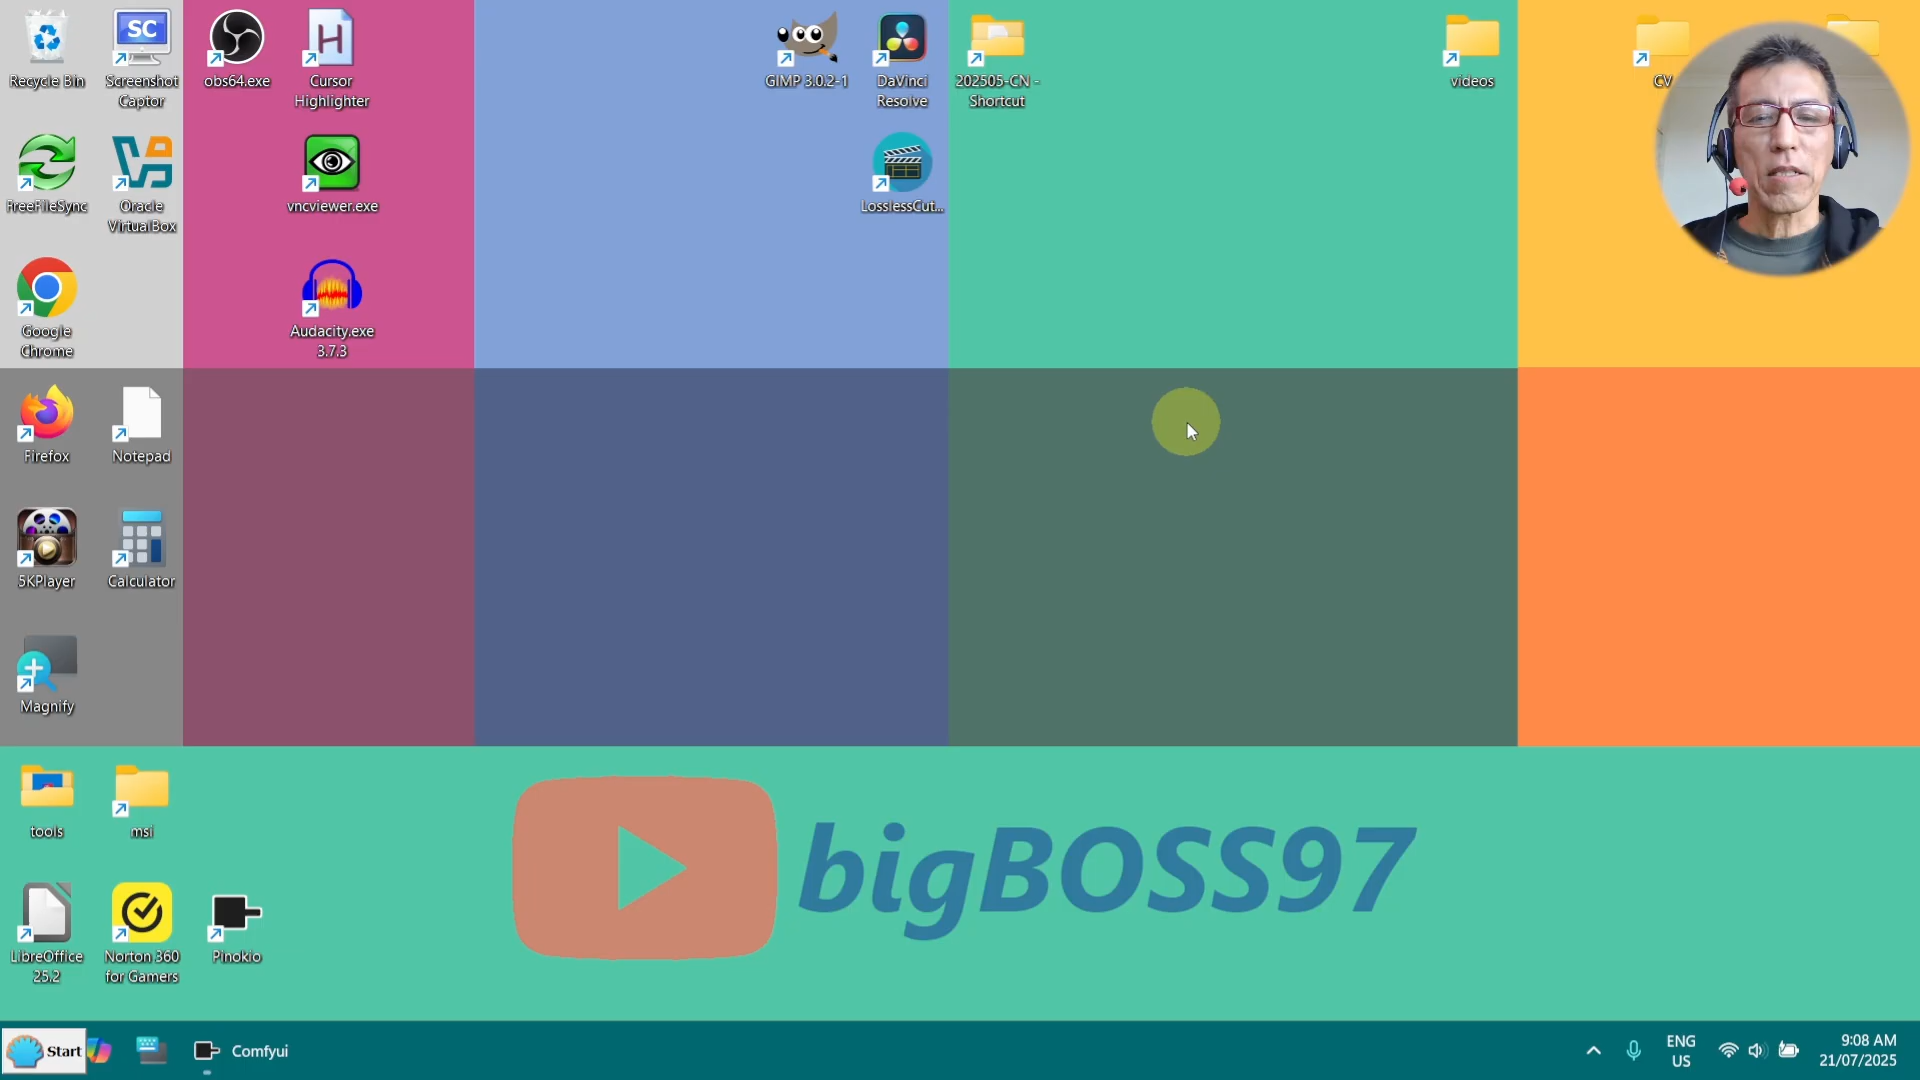 Recycle Bin
Screenshot
Captor
SC
obs64.exe
Cursor
Highlighter
H
GIMP 3.0.2-1
DaVinci
Resolve
202505-CN -
Shortcut
videos
CV
FreeFileSync
Oracle
VirtualBox
vncviewer.exe
LosslessCut...
Google
Chrome
Audacity.exe
3.7.3
Firefox
Notepad
5KPlayer
Calculator
Magnify
tools
msi
bigBOSS97
LibreOffice
25.2
Norton 360
for Gamers
Pinokio
Start
Comfyui
ENG
US
9:08 AM
21/07/2025